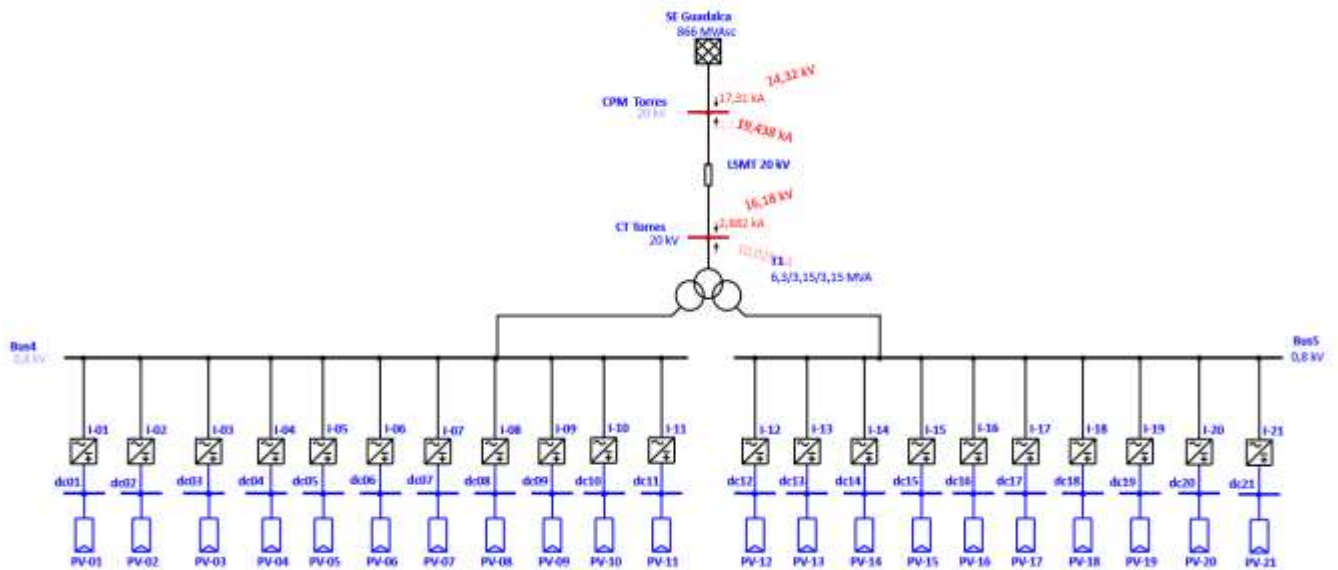 SE Guadalca
866 MVAsc
24,32 kV
CPM Torres
17,31 kA
20 kV
19,438 kA
LSMT 20 kV
16,18 kV
CT Torres
2,882 kA
20 kV
T1
6,3/3,15/3,15 MVA
Bus4
0,8 kV
Bus5
0,8 kV
I-01 I-02 I-03 I-04 I-05 I-06 I-07 I-08 I-09 I-10 I-11 I-12 I-13 I-14 I-15 I-16 I-17 I-18 I-19 I-20 I-21
dc01 dc02 dc03 dc04 dc05 dc06 dc07 dc08 dc09 dc10 dc11 dc12 dc13 dc14 dc15 dc16 dc17 dc18 dc19 dc20 dc21
PV-01 PV-02 PV-03 PV-04 PV-05 PV-06 PV-07 PV-08 PV-09 PV-10 PV-11 PV-12 PV-13 PV-14 PV-15 PV-16 PV-17 PV-18 PV-19 PV-20 PV-21